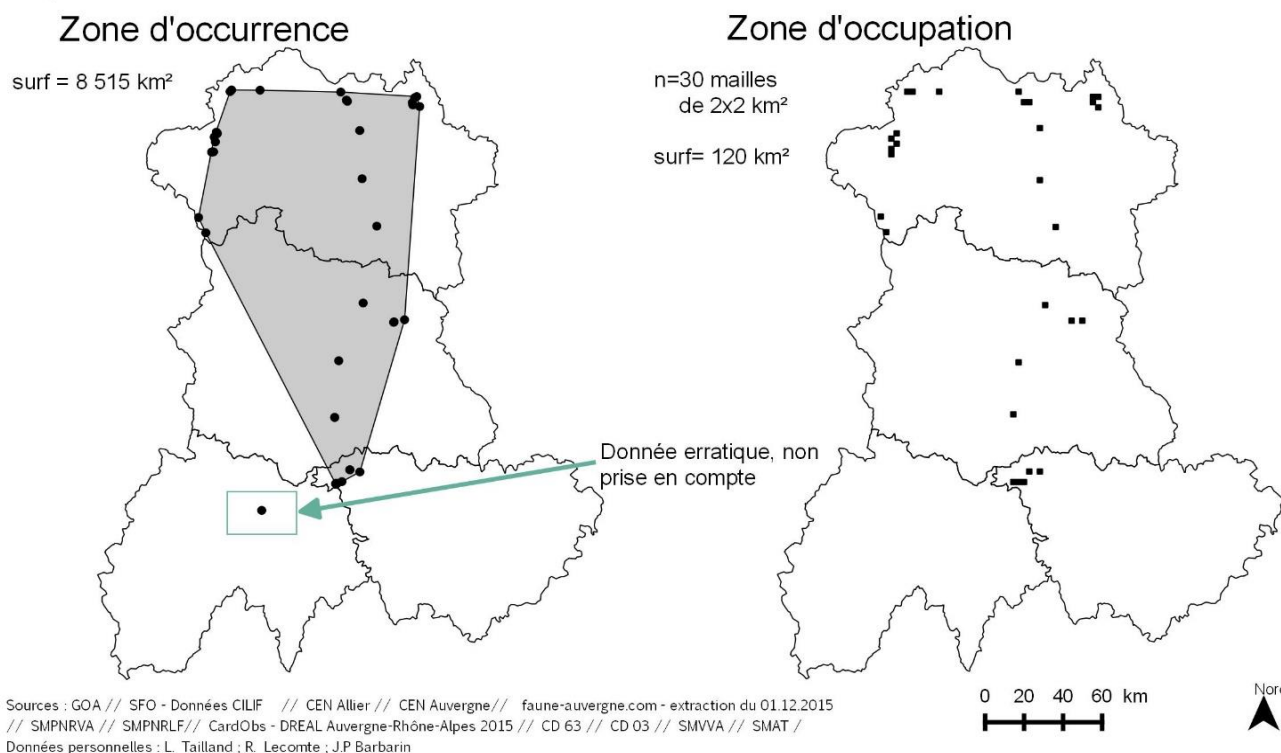 Zone d'occurrence
surf = 8 515 km²
Zone d'occupation
n=30 mailles
de 2x2 km²
surf= 120 km²
Donnée erratique, non
prise en compte
Sources : GOA // SFO - Données CILIF // CEN Allier // CEN Auvergne// faune-auvergne.com - extraction du 01.12.2015
// SMPNRVA // SMPNRLF// CardObs - DREAL Auvergne-Rhône-Alpes 2015 // CD 63 // CD 03 // SMVVA // SMAT /
Données personnelles : L. Tailland ; R. Lecomte ; J.P Barbarin
0 20 40 60 km
Nord